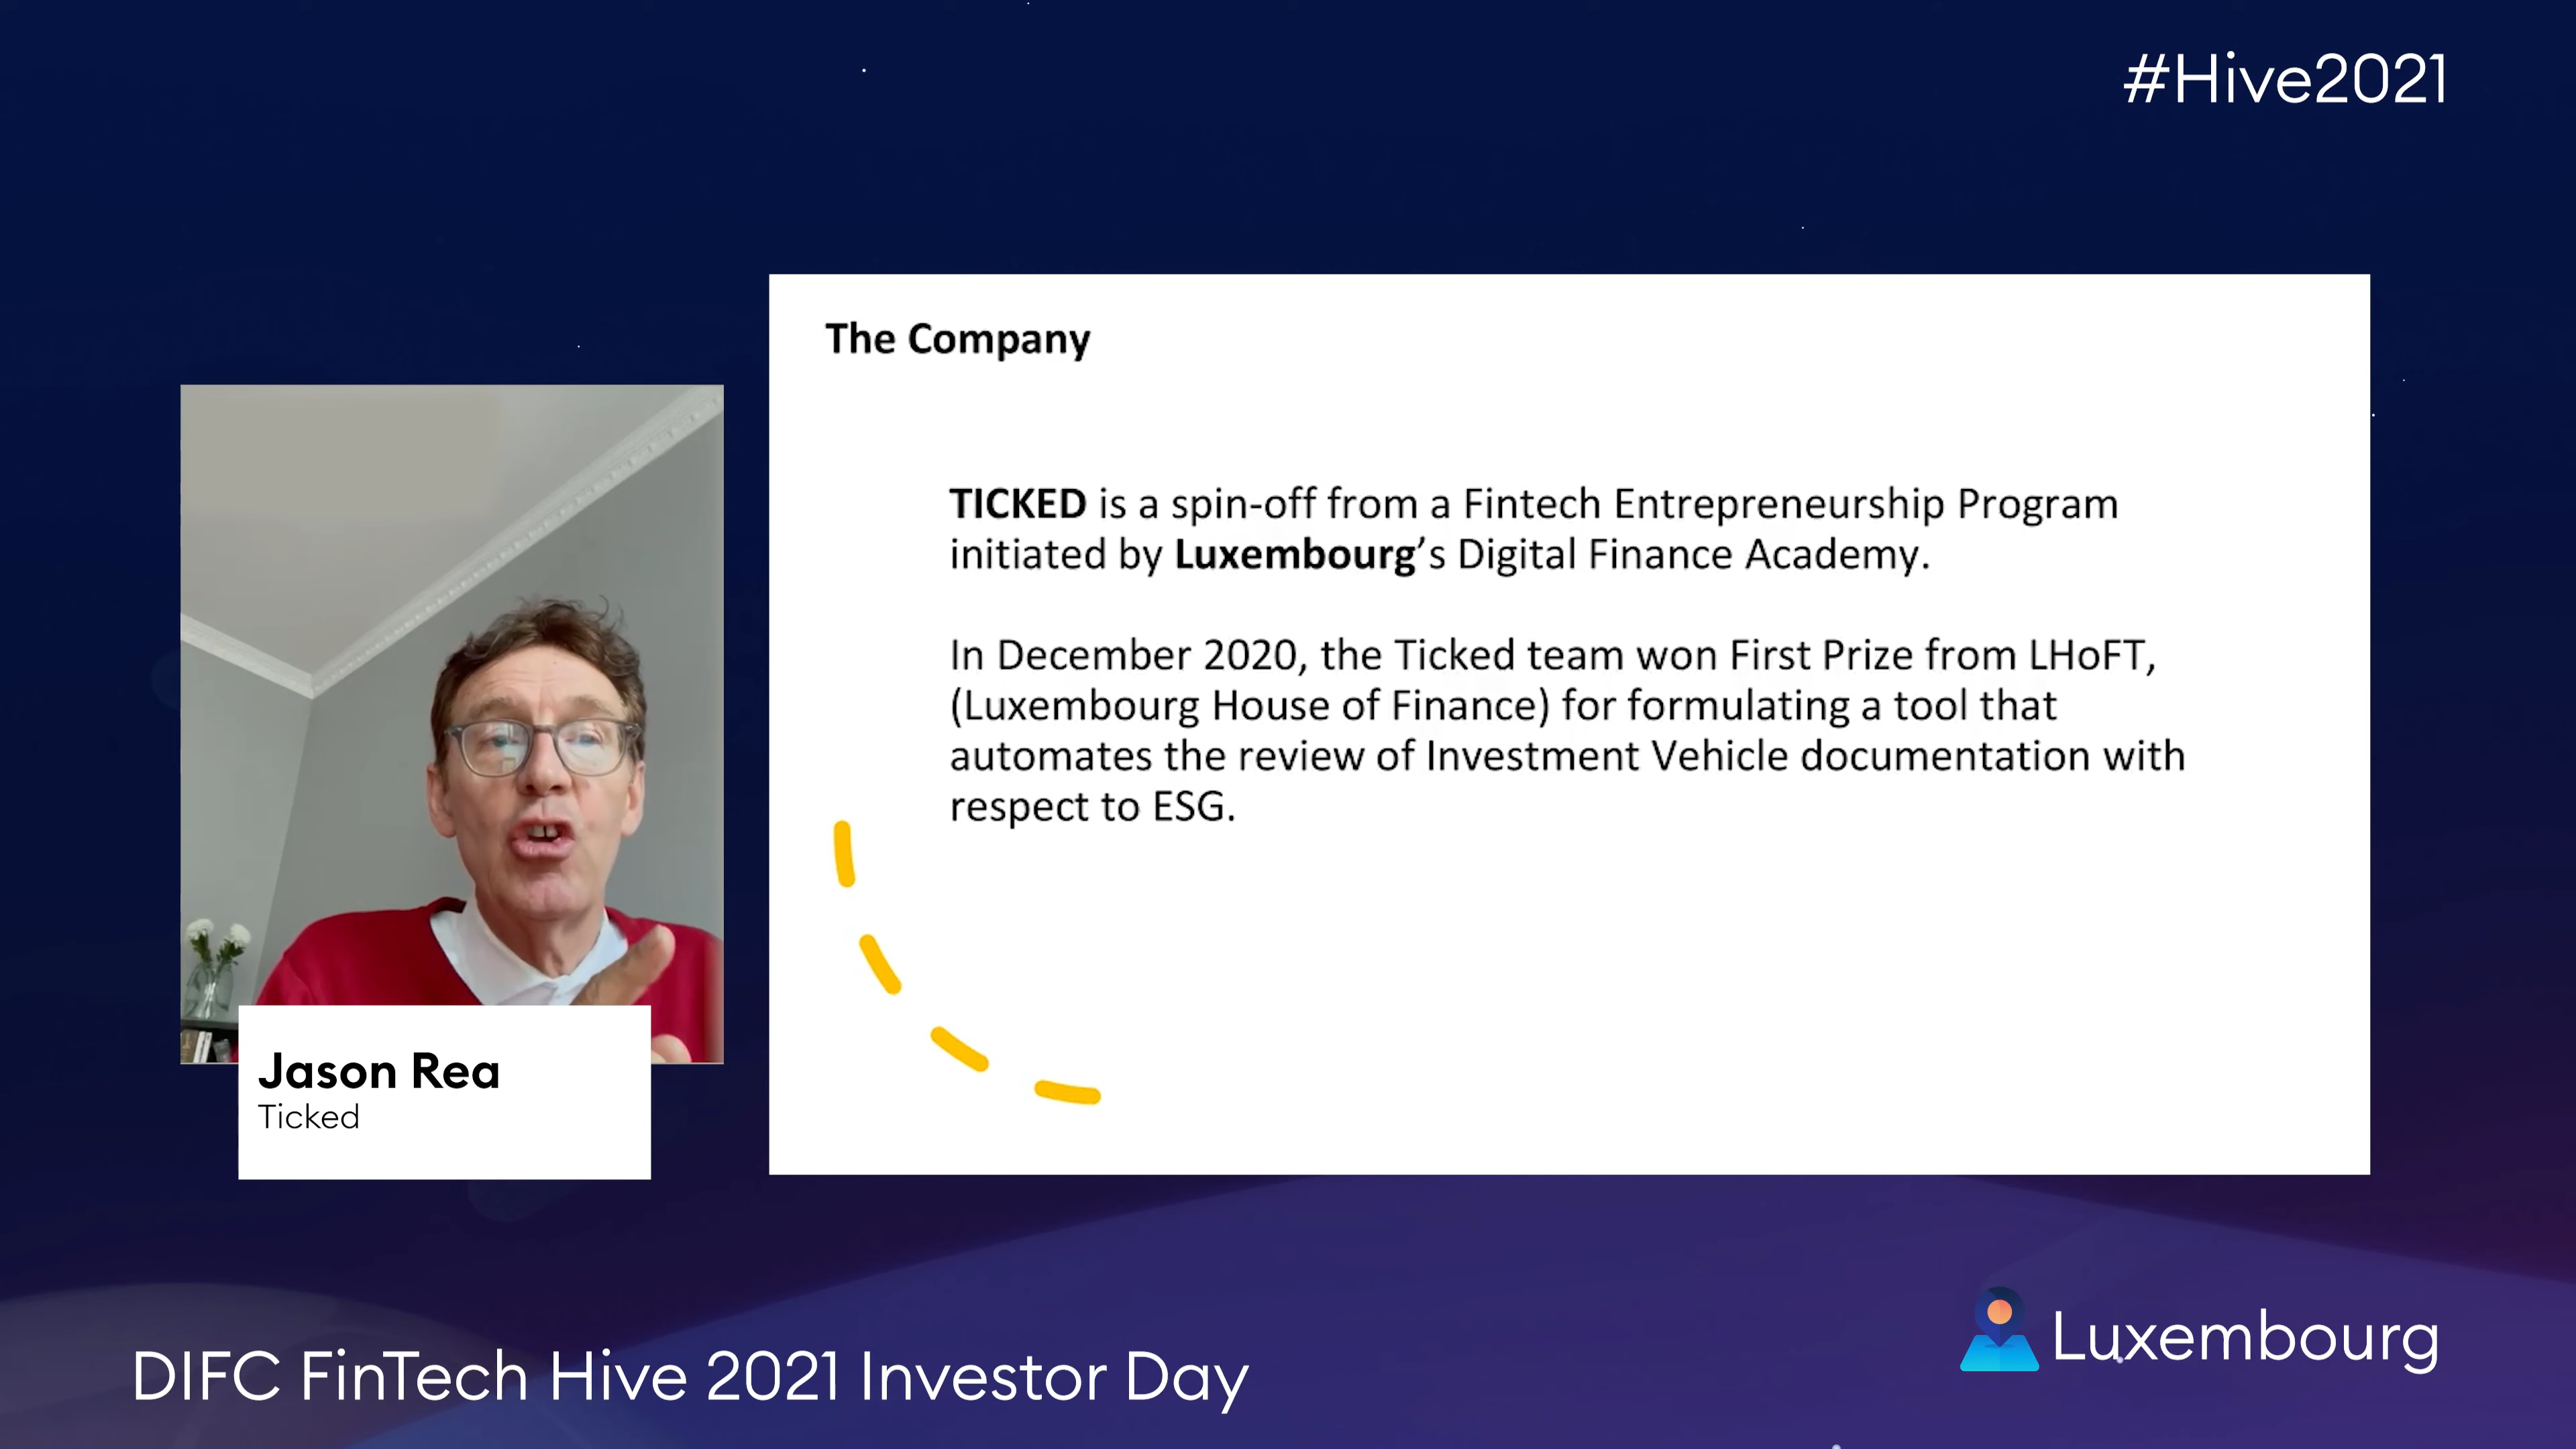 #Hive2021
The Company
TICKED is a spin-off from a Fintech Entrepreneurship Program
initiated by Luxembourg's Digital Finance Academy.
In December 2020, the Ticked team won First Prize from LHoFT,
(Luxembourg House of Finance) for formulating a tool that
automates the review of Investment Vehicle documentation with
respect to ESG.
Jason Rea
Ticked
DIFC FinTech Hive 2021 Investor Day
Luxembourg